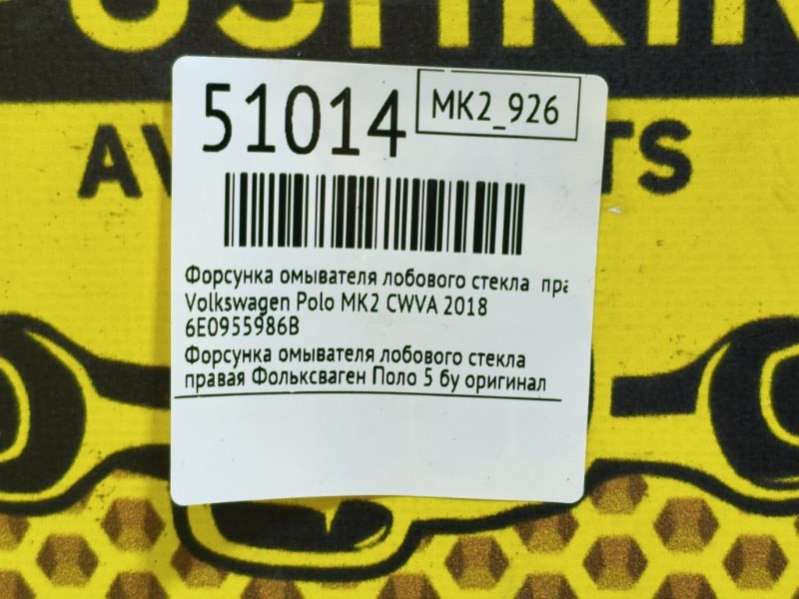 51014
MK2_926
Форсунка омывателя лобового стекла пра
Volkswagen Polo MK2 CWVA 2018
6E0955986B
Форсунка омывателя лобового стекла
правая Фольксваген Поло 5 бу оригинал